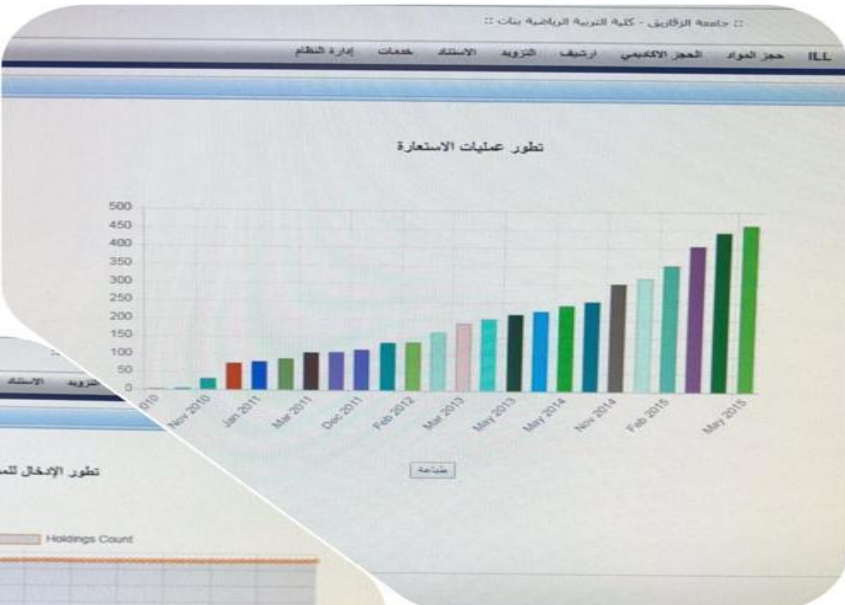 :: جامعة الزقازيق - كلية التربية الرياضية بنات ::
ILL حجز المواد الحجز الاكاديمي ارشيف التزويد الاستناد خدمات إدارة النظام
تطور عمليات الاستعارة
500
450
400
350
300
250
200
150
100
50
0
Nov 2010
Jan 2011
Mar 2011
Dec 2011
Feb 2012
Mar 2013
May 2013
May 2014
Nov 2014
Feb 2015
May 2015
طباعة
التزويد الاستناد
تطور الإدخال
Holdings Count